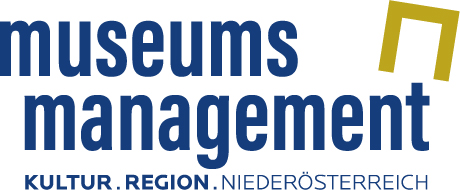 museums
management
KULTUR.REGION.NIEDERÖSTERREICH